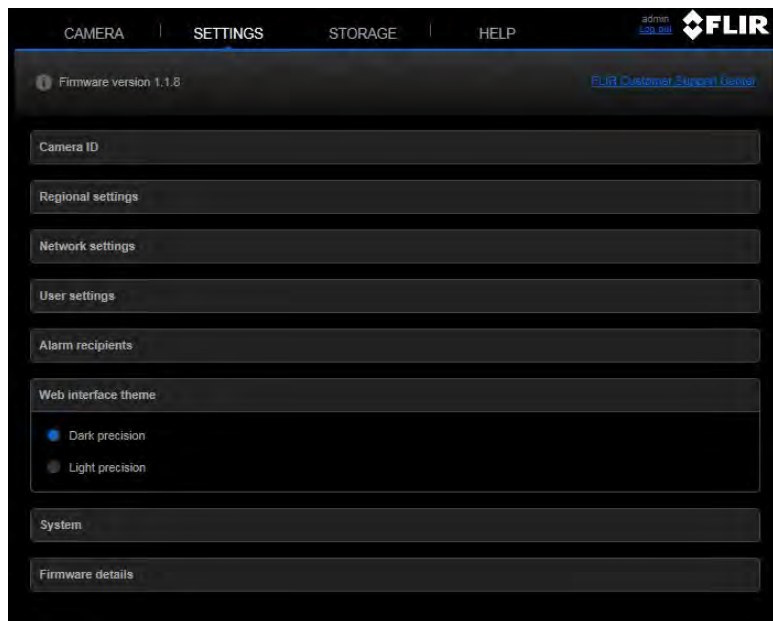 CAMERA SETTINGS STORAGE HELP admin
Log out
FLIR
Firmware version 1.1.8 FLIR Customer Support Center
Camera ID
Regional settings
Network settings
User settings
Alarm recipients
Web interface theme
Dark precision
Light precision
System
Firmware details